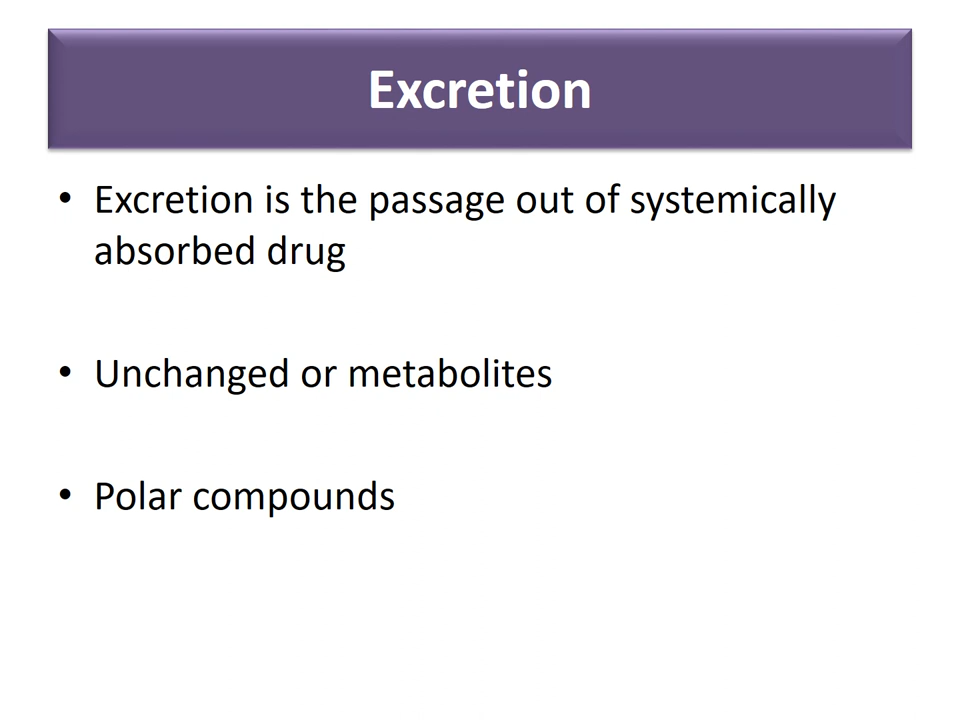 Excretion
• Excretion is the passage out of systemically
absorbed drug
• Unchanged or metabolites
• Polar compounds